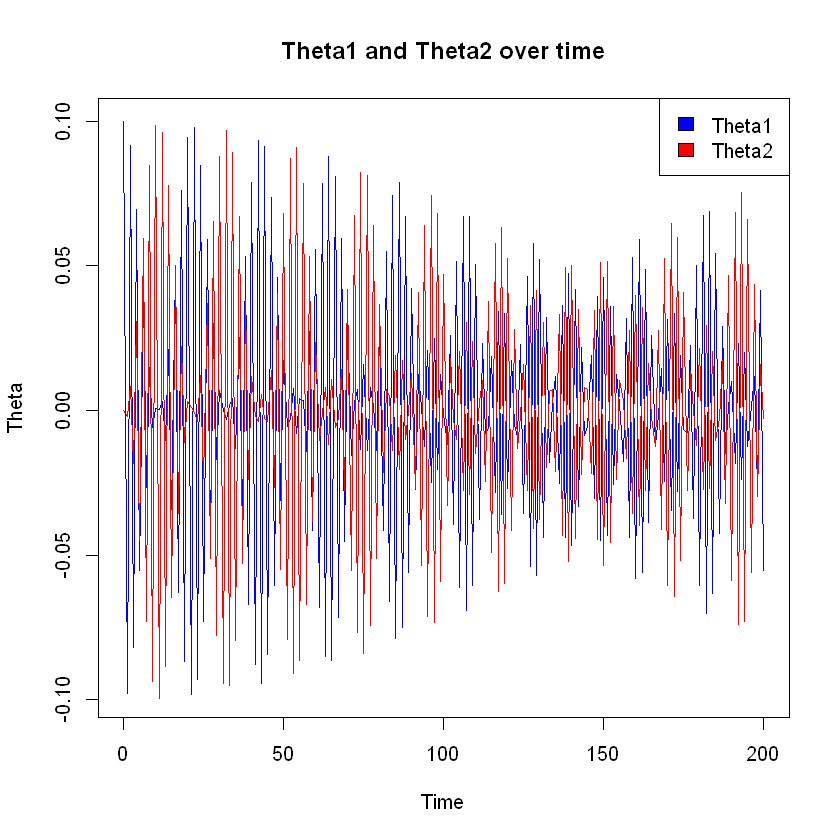 Theta1 and Theta2 over time
Theta1
Theta2
0.10
0.05
0.00
-0.05
-0.10
Theta
0 50 100 150 200
Time